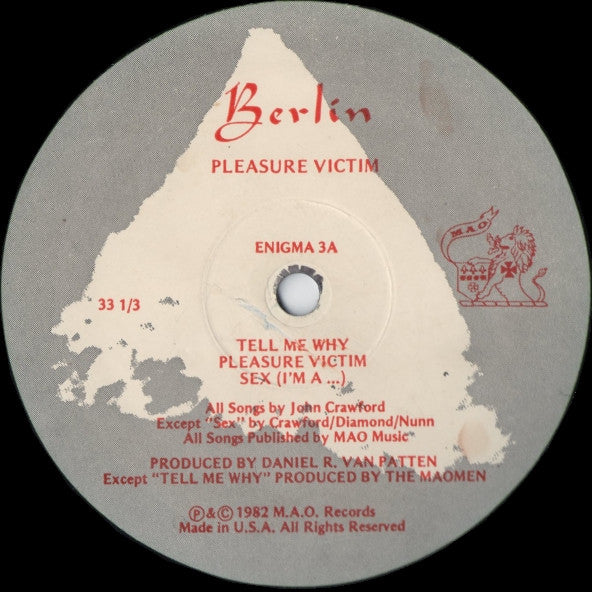 Berlin
PLEASURE VICTIM
M.A.O.
ENIGMA 3A
33 1/3
TELL ME WHY
PLEASURE VICTIM
SEX (I'M A ...)
All Songs by John Crawford
Except "Sex" by Crawford/Diamond/Nunn
All Songs Published by MAO Music
PRODUCED BY DANIEL R. VAN PATTEN
Except "TELL ME WHY" PRODUCED BY THE MAOMEN
Ⓟ&© 1982 M.A.O. Records
Made in U.S.A. All Rights Reserved